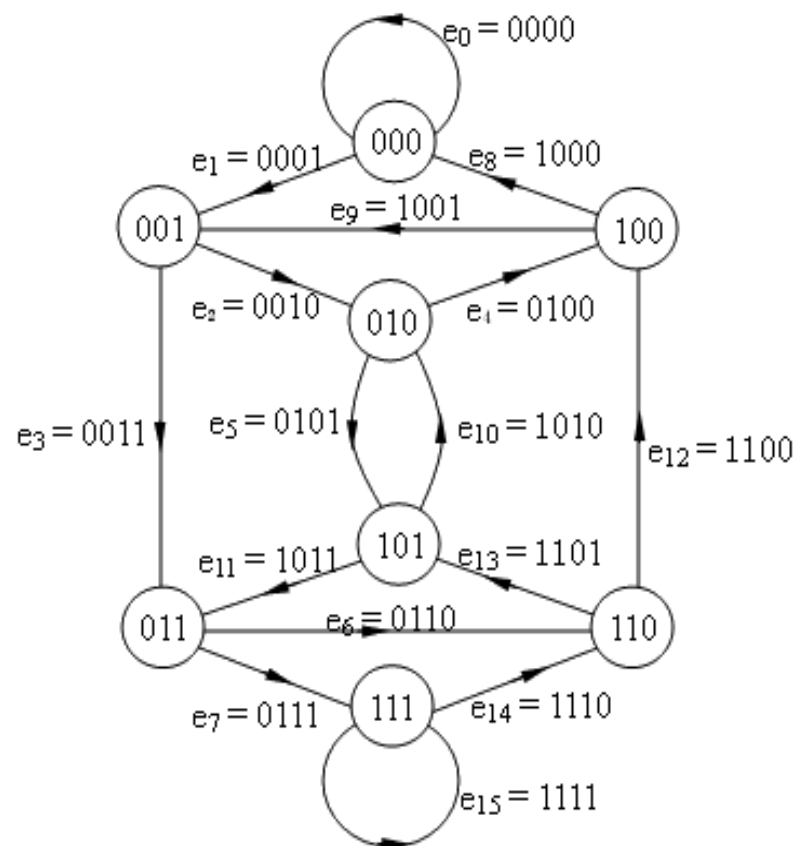 e₀ = 0000
000
e₁ = 0001
e₈ = 1000
e₉ = 1001
001
100
e₂ = 0010
010
e₄ = 0100
e₅ = 0101
e₁₀ = 1010
e₃ = 0011
e₁₂ = 1100
101
e₁₁ = 1011
e₁₃ = 1101
e₆ = 0110
011
110
e₇ = 0111
111
e₁₄ = 1110
e₁₅ = 1111